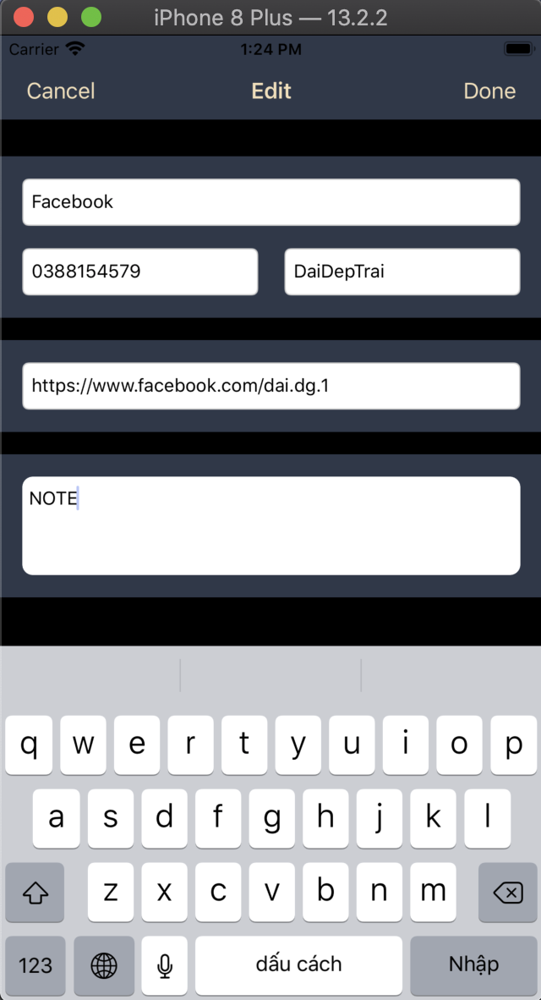 iPhone 8 Plus — 13.2.2
Carrier 1:24 PM
Cancel Edit Done
Facebook
0388154579 DaiDepTrai
https://www.facebook.com/dai.dg.1
NOTE
q w e r t y u i o p
a s d f g h j k l
z x c v b n m
123 dấu cách Nhập